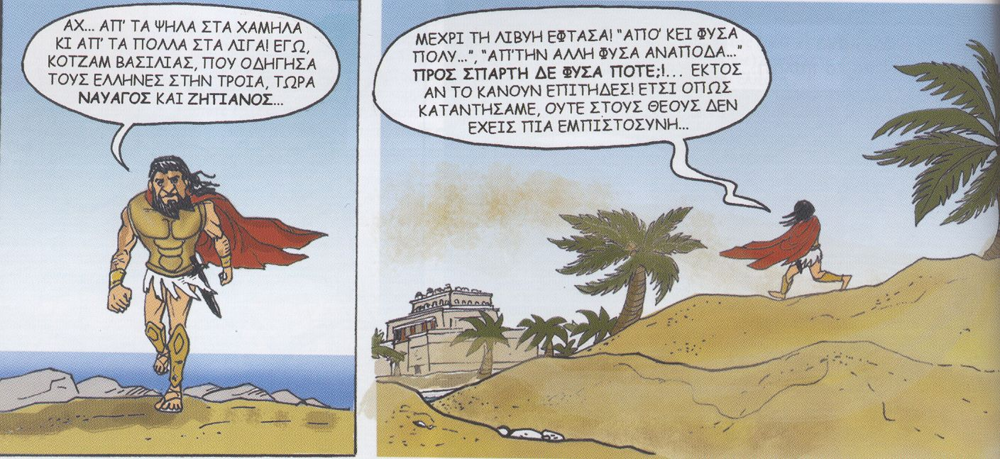 ΑΧ... ΑΠ' ΤΑ ΨΗΛΑ ΣΤΑ ΧΑΜΗΛΑ
ΚΙ ΑΠ' ΤΑ ΠΟΛΛΑ ΣΤΑ ΛΙΓΑ! ΕΓΩ,
ΚΟΤΖΑΜ ΒΑΣΙΛΙΑΣ, ΠΟΥ ΟΔΗΓΗΣΑ
ΤΟΥΣ ΕΛΛΗΝΕΣ ΣΤΗΝ ΤΡΟΙΑ, ΤΩΡΑ
ΝΑΥΑΓΟΣ ΚΑΙ ΖΗΤΙΑΝΟΣ...
ΜΕΧΡΙ ΤΗ ΛΙΒΥΗ ΕΦΤΑΣΑ! "ΑΠΟ' ΚΕΙ ΦΥΣΑ
ΠΟΛΥ...", "ΑΠ'ΤΗΝ ΑΛΛΗ ΦΥΣΑ ΑΝΑΠΟΔΑ..."
ΠΡΟΣ ΣΠΑΡΤΗ ΔΕ ΦΥΣΑ ΠΟΤΕ;!... ΕΚΤΟΣ
ΑΝ ΤΟ ΚΑΝΟΥΝ ΕΠΙΤΗΔΕΣ! ΕΤΣΙ ΟΠΩΣ
ΚΑΤΑΝΤΗΣΑΜΕ, ΟΥΤΕ ΣΤΟΥΣ ΘΕΟΥΣ ΔΕΝ
ΕΧΕΙΣ ΠΙΑ ΕΜΠΙΣΤΟΣΥΝΗ...